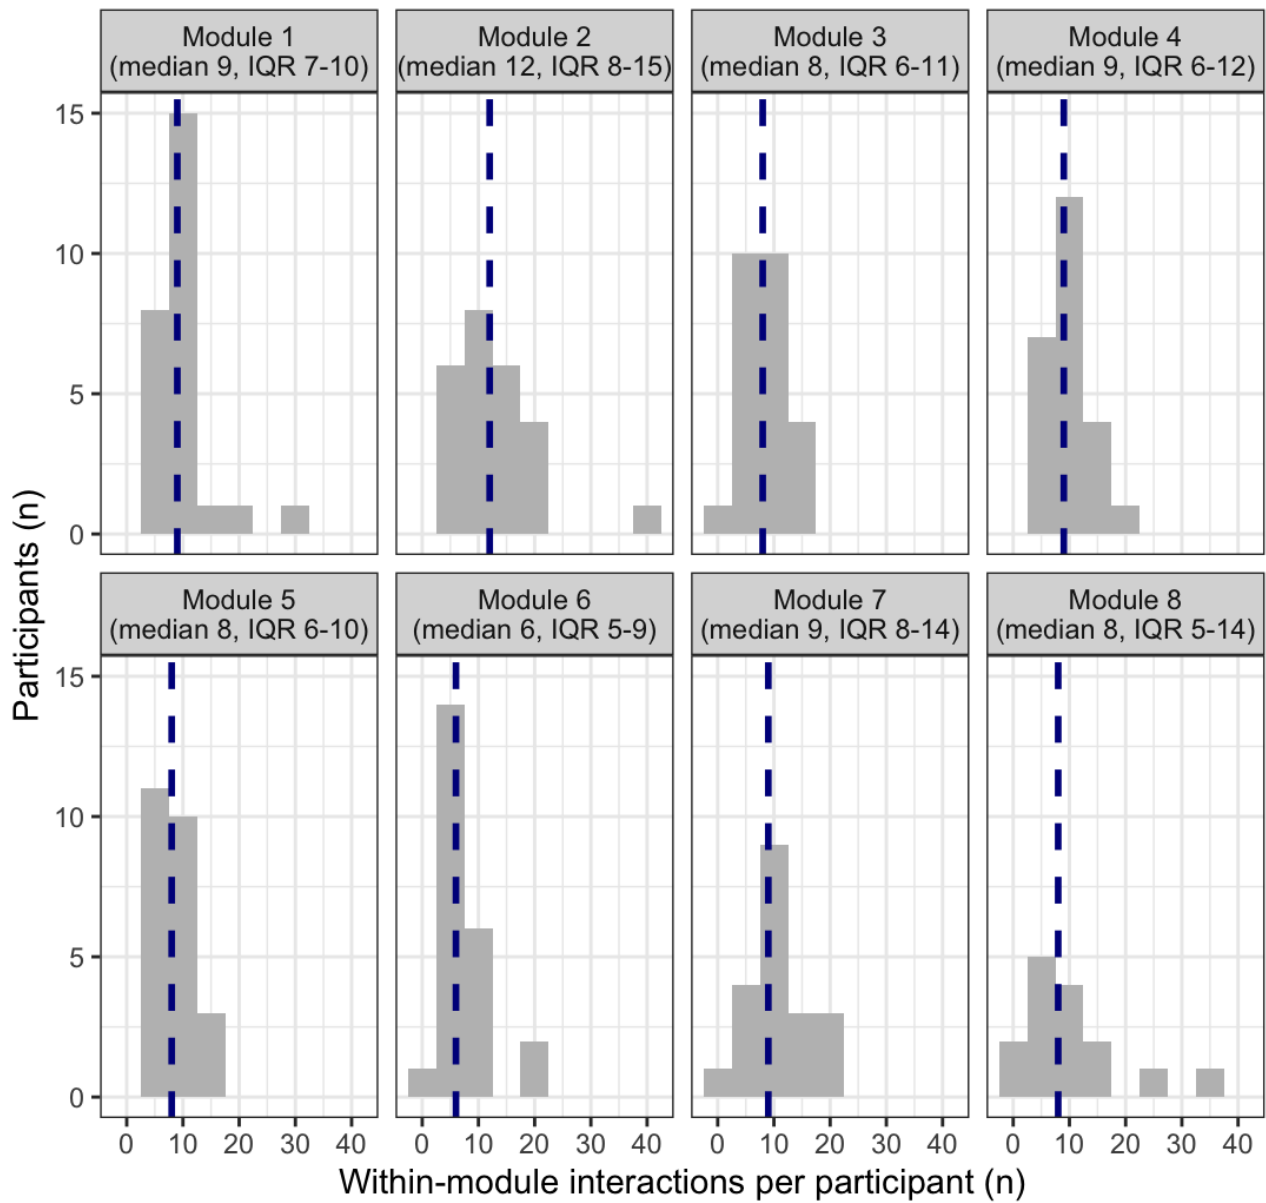 Module 1
(median 9, IQR 7-10)
Module 2
(median 12, IQR 8-15)
Module 3
(median 8, IQR 6-11)
Module 4
(median 9, IQR 6-12)
15
10
5
0
Module 5
(median 8, IQR 6-10)
Module 6
(median 6, IQR 5-9)
Module 7
(median 9, IQR 8-14)
Module 8
(median 8, IQR 5-14)
15
10
5
0
0 10 20 30 40
0 10 20 30 40
0 10 20 30 40
0 10 20 30 40
Participants (n)
Within-module interactions per participant (n)